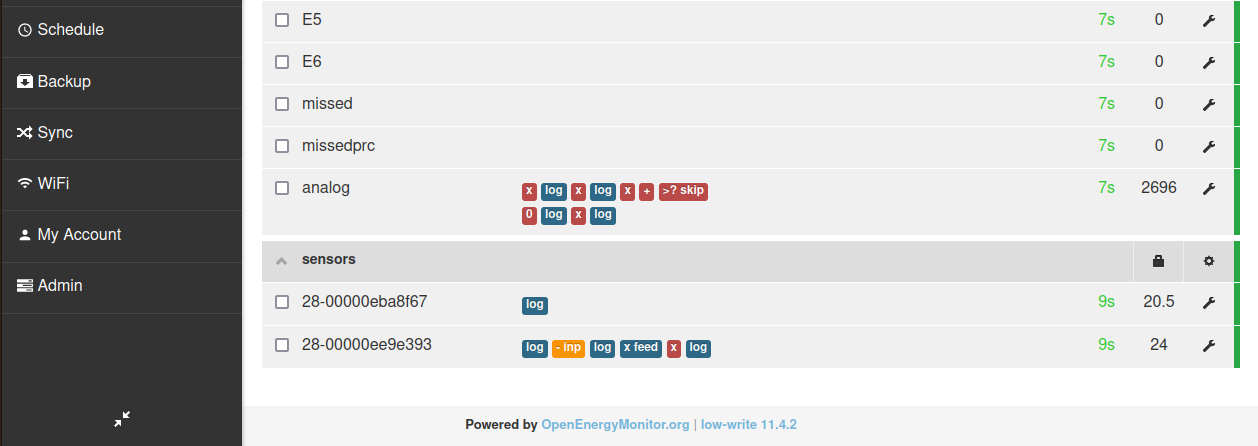 Schedule
Backup
Sync
WiFi
My Account
Admin
E5 7s 0
E6 7s 0
missed 7s 0
missedprc 7s 0
analog x log x log x + >? skip 7s 2696
0 log x log
sensors
28-00000eba8f67 log 9s 20.5
28-00000ee9e393 log - inp log x feed x log 9s 24
Powered by OpenEnergyMonitor.org | low-write 11.4.2